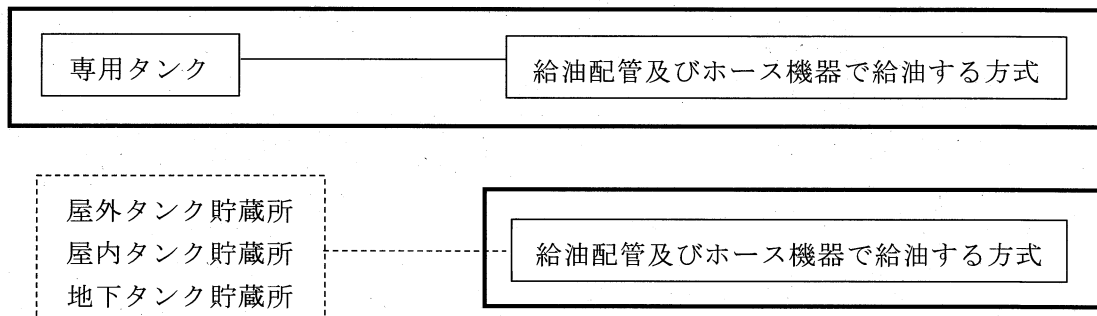 専用タンク
給油配管及びホース機器で給油する方式
屋外タンク貯蔵所
屋内タンク貯蔵所
地下タンク貯蔵所
給油配管及びホース機器で給油する方式